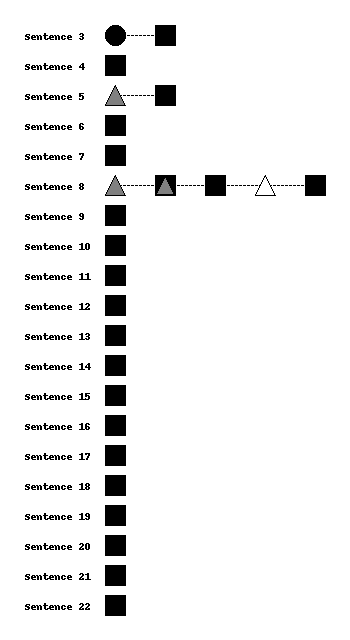 Sentence 3
Sentence 4
Sentence 5
Sentence 6
Sentence 7
Sentence 8
Sentence 9
Sentence 10
Sentence 11
Sentence 12
Sentence 13
Sentence 14
Sentence 15
Sentence 16
Sentence 17
Sentence 18
Sentence 19
Sentence 20
Sentence 21
Sentence 22